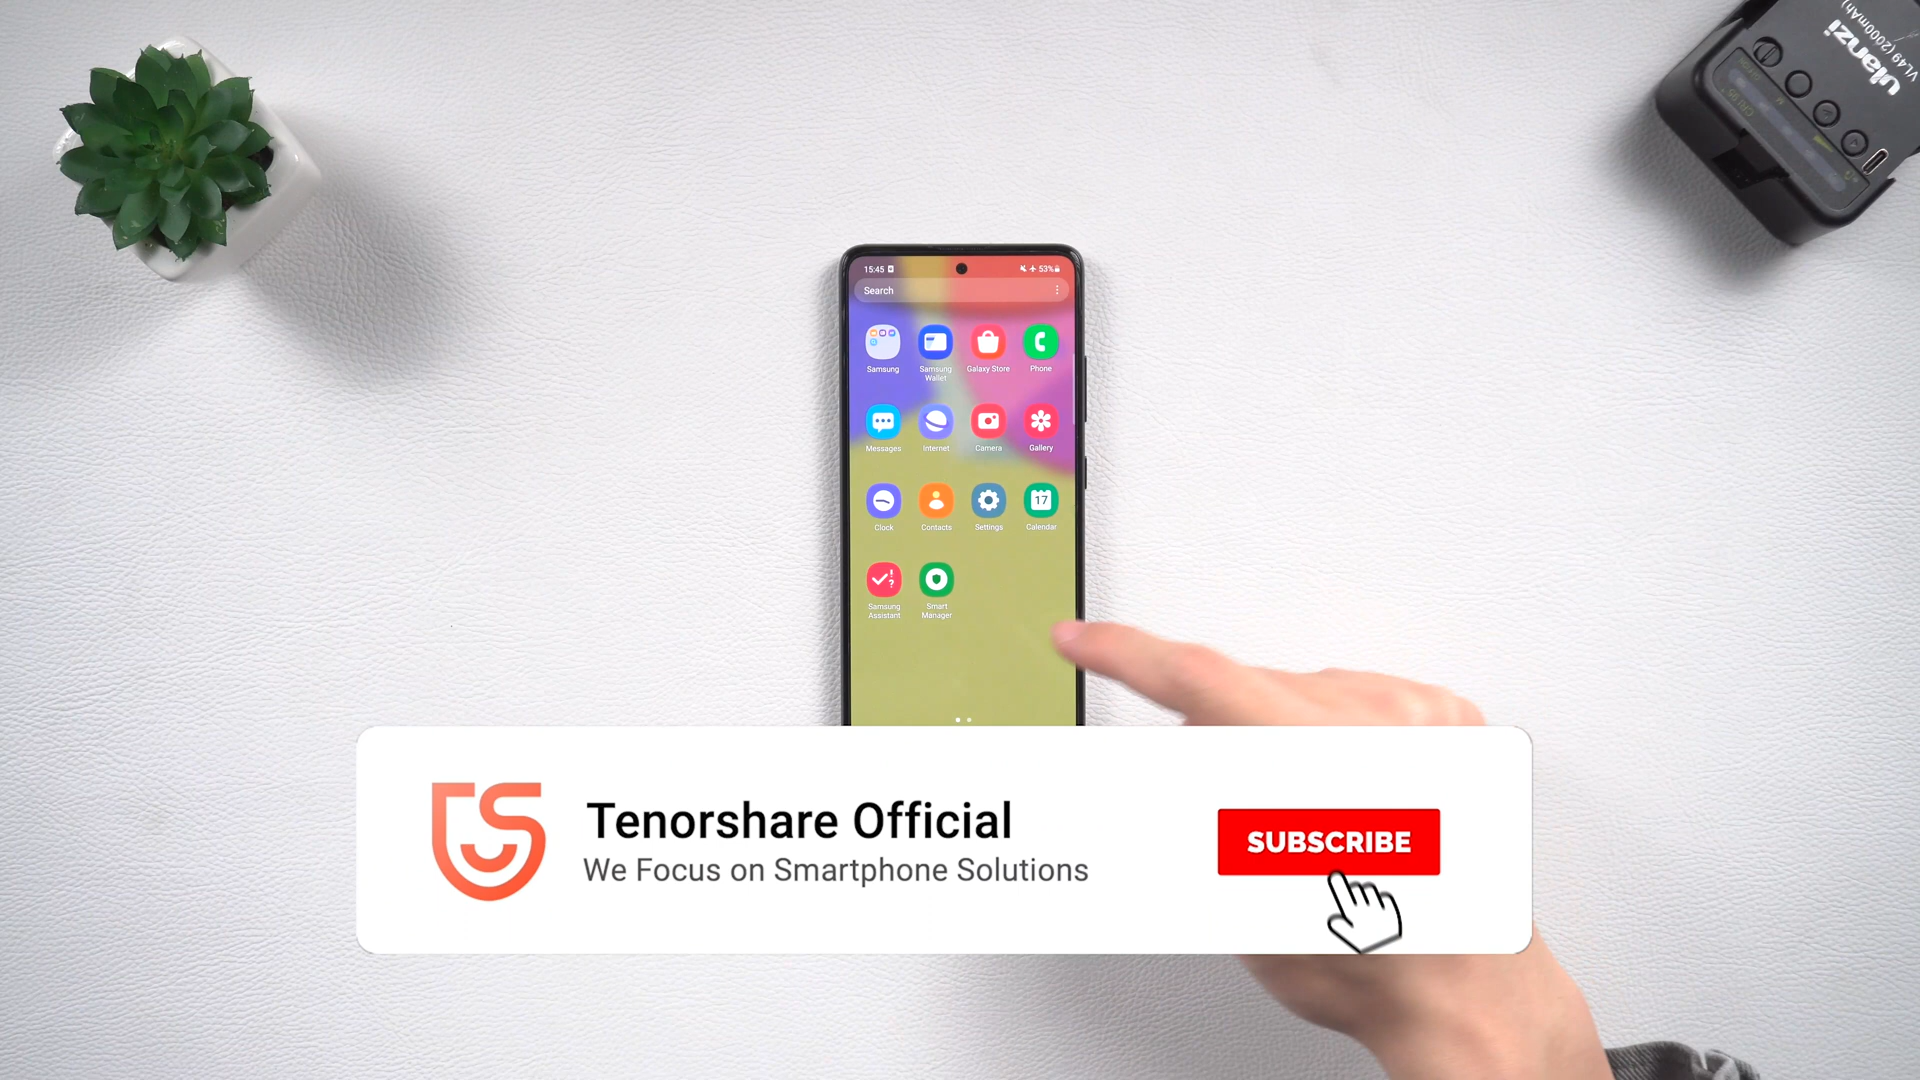 ulanzi
VL49 (2000mAh)
15:45
53%
Search
Samsung
Samsung Wallet
Galaxy Store
Phone
Messages
Internet
Camera
Gallery
Clock
Contacts
Settings
17
Calendar
Samsung Assistant
Smart Manager
Tenorshare Official
We Focus on Smartphone Solutions
SUBSCRIBE